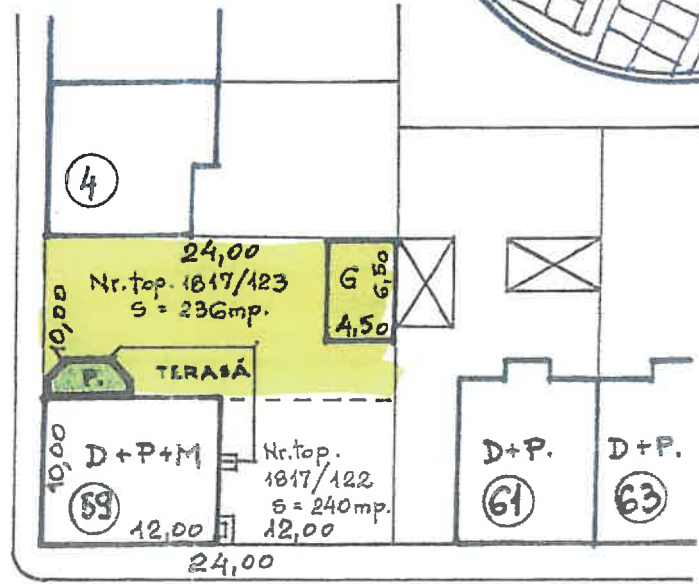 4
24,00
Nr.top. 1817/123
S = 236mp.
10,00
G
6,50
4,50
P.
TERASĂ
10,00
D + P + M
59
12,00
Nr.top.
1817/122
S = 240mp.
12,00
24,00
D+P.
61
D+P.
63